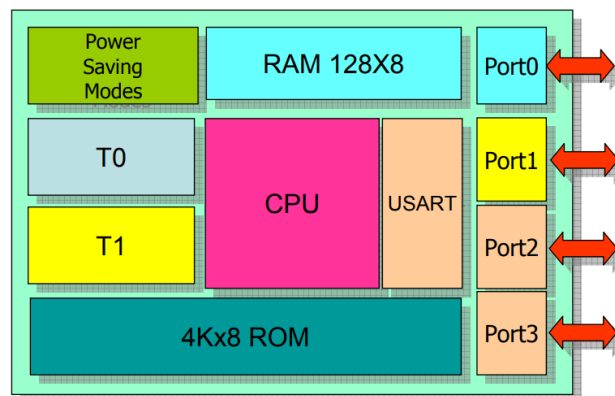 Power
Saving
Modes
RAM 128X8
Port0
T0
CPU
USART
Port1
T1
Port2
4Kx8 ROM
Port3